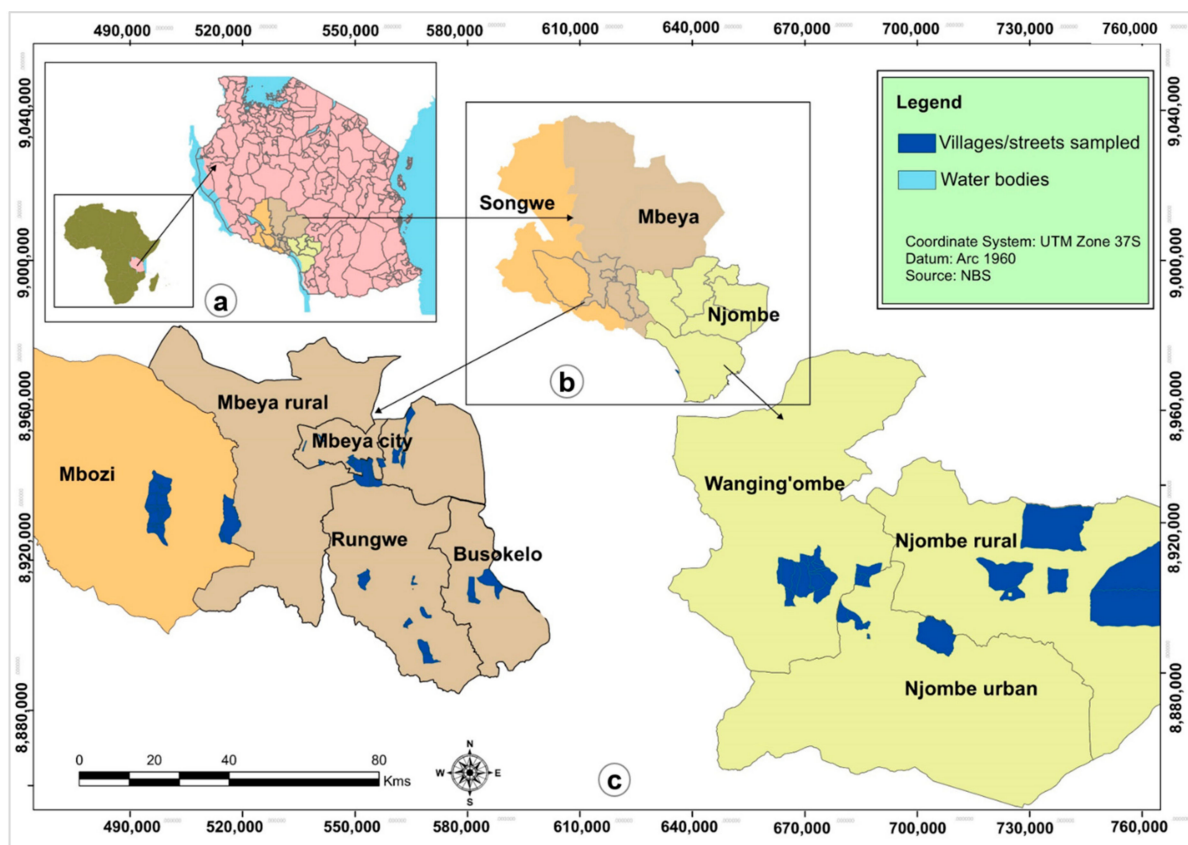 490,000 520,000 550,000 580,000 610,000 640,000 670,000 700,000 730,000 760,000
9,040,000
9,000,000
8,960,000
8,920,000
8,880,000
a
Songwe
Mbeya
Njombe
b
Legend
Villages/streets sampled
Water bodies
Coordinate System: UTM Zone 37S
Datum: Arc 1960
Source: NBS
9,040,000
9,000,000
8,960,000
8,920,000
8,880,000
Mbeya rural
Mbeya city
Mbozi
Rungwe
Busokelo
Wanging'ombe
Njombe rural
Njombe urban
0 20 40 80
Kms
N
W E
S
c
490,000 520,000 550,000 580,000 610,000 640,000 670,000 700,000 730,000 760,000